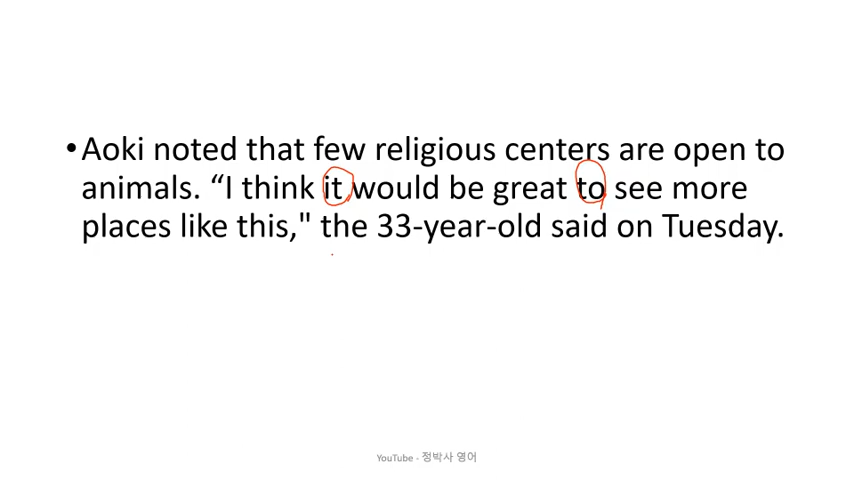 •Aoki noted that few religious centers are open to
animals. “I think it would be great to see more
places like this," the 33-year-old said on Tuesday.
YouTube - 정박사 영어